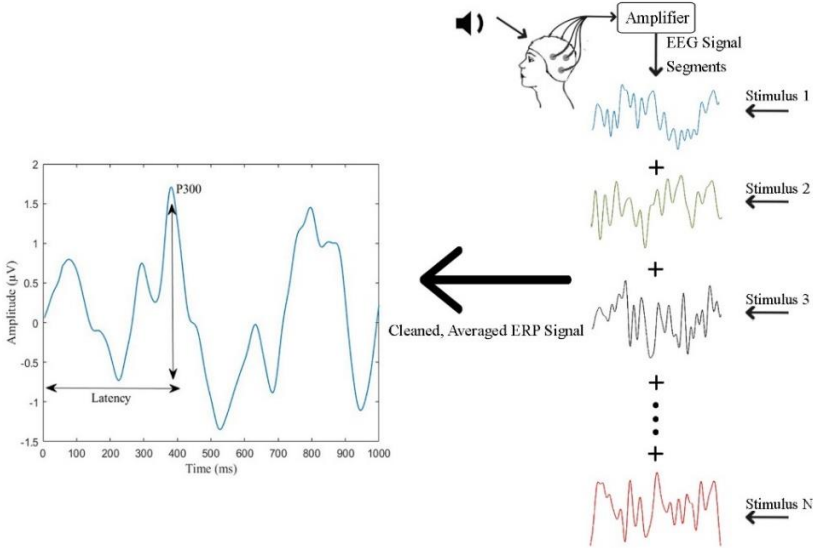 Amplifier
EEG Signal
Segments
Stimulus 1
+
Stimulus 2
+
Stimulus 3
+
+
Stimulus N
Cleaned, Averaged ERP Signal
P300
Latency
Amplitude (μV)
2
1.5
1
0.5
0
-0.5
-1
-1.5
0 100 200 300 400 500 600 700 800 900 1000
Time (ms)